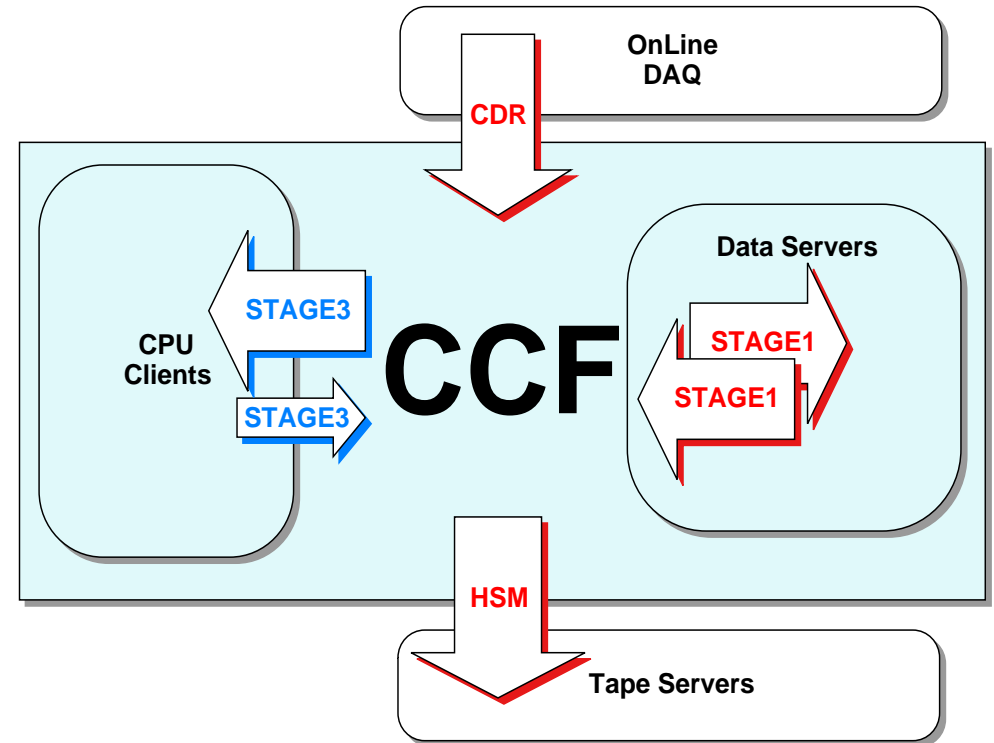 OnLine
DAQ
CDR
Data Servers
STAGE3
STAGE1
CPU
Clients
CCF
STAGE1
STAGE3
HSM
Tape Servers